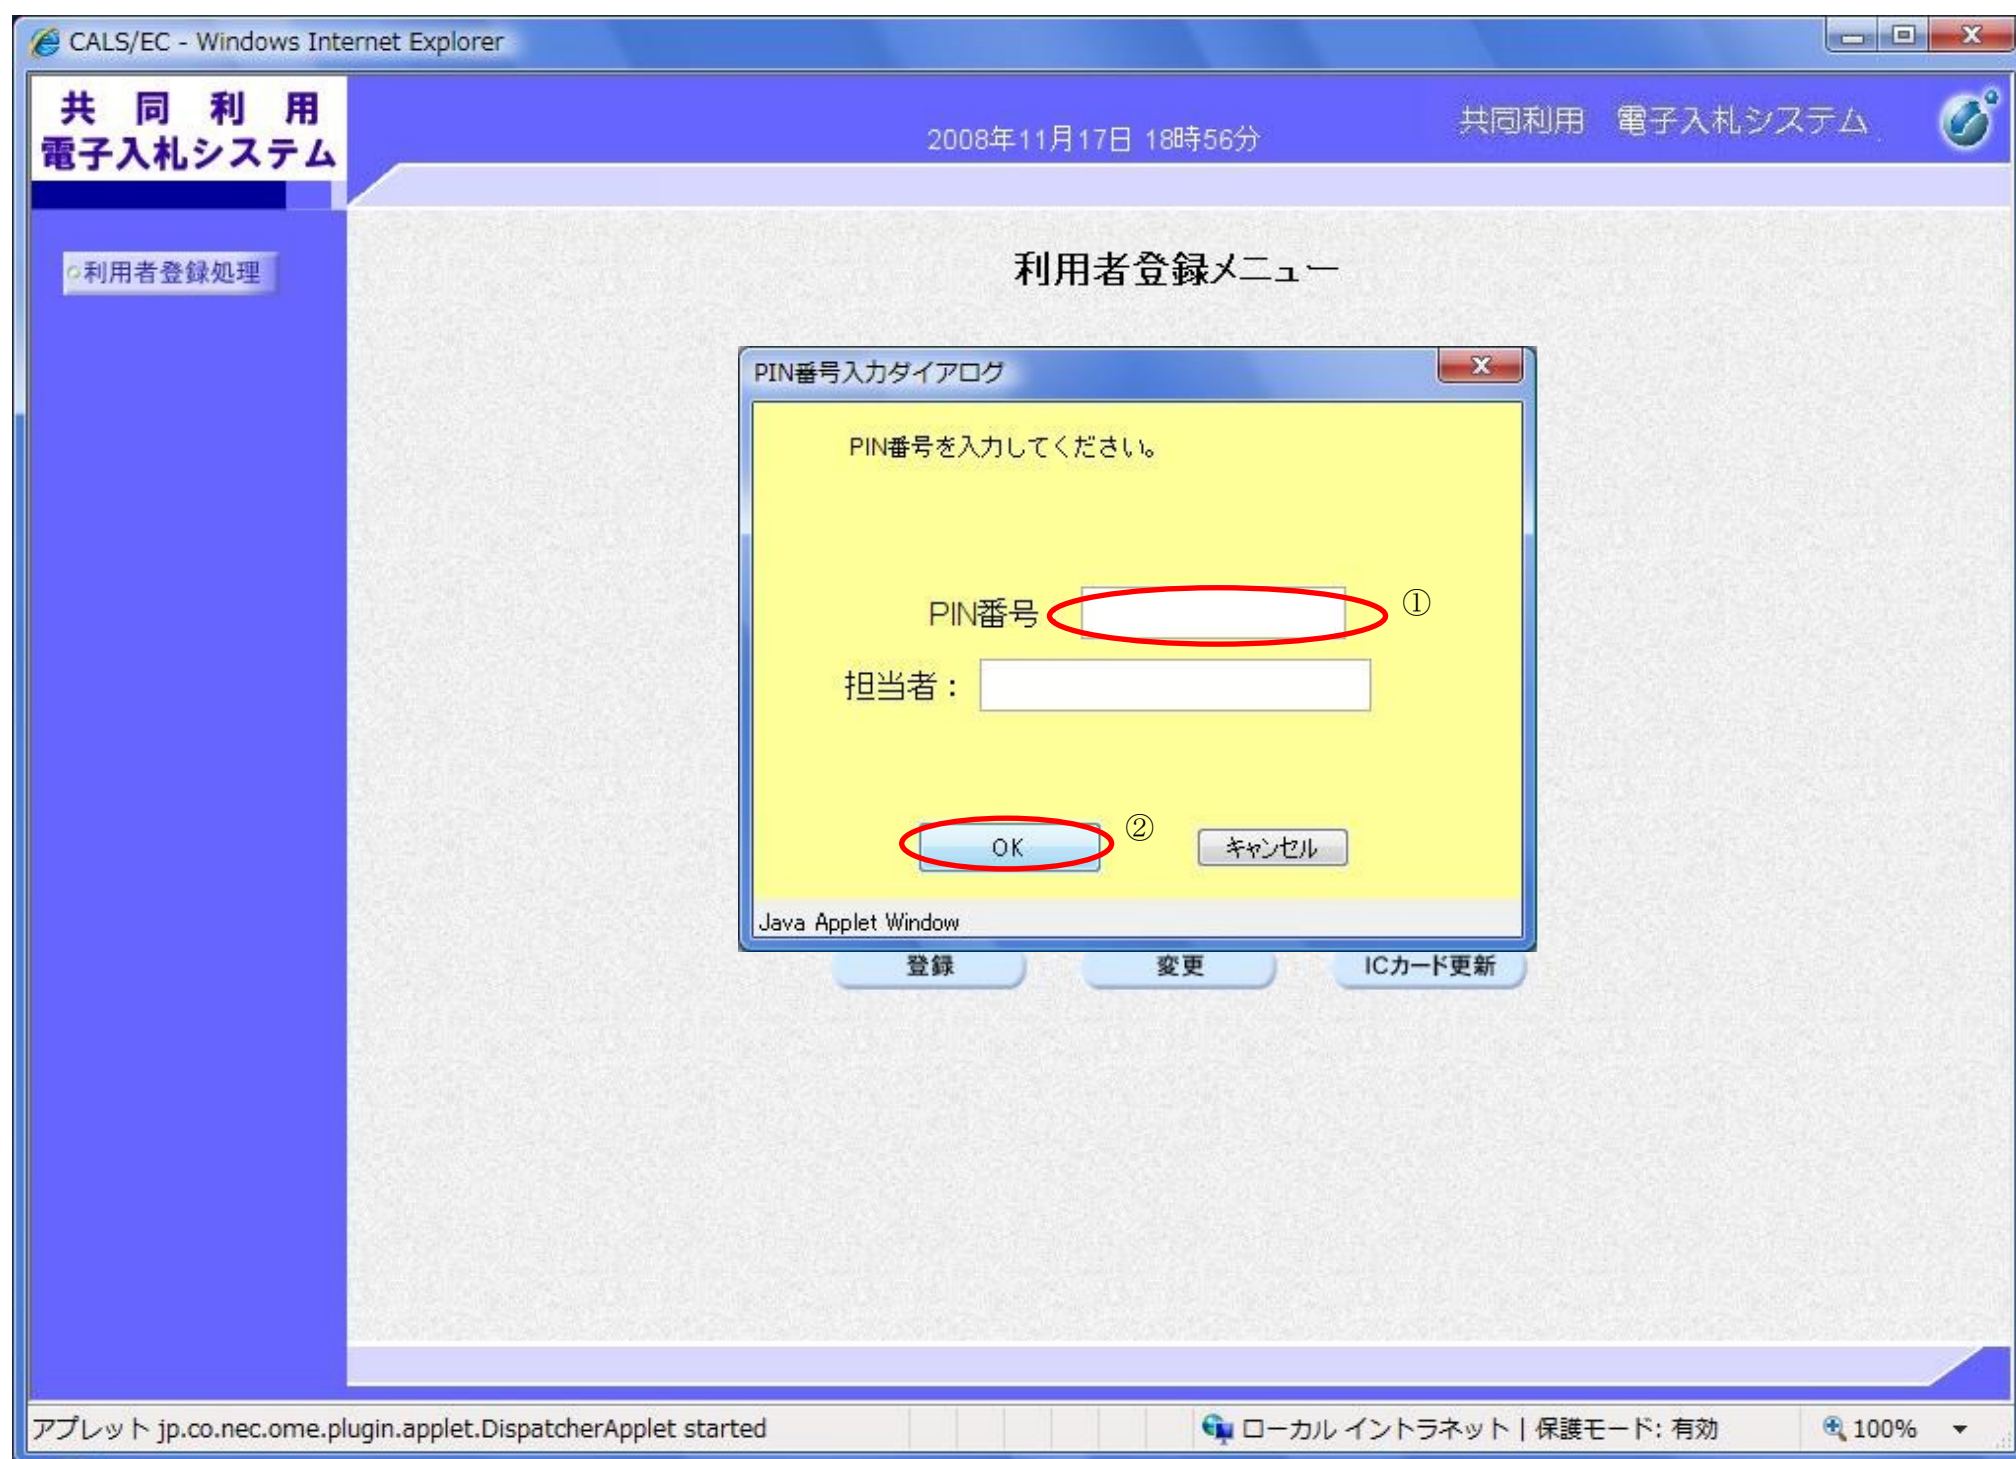 CALS/EC - Windows Internet Explorer
共 同 利 用
電子入札システム
2008年11月17日 18時56分
共同利用 電子入札システム
利用者登録処理
利用者登録メニュー
PIN番号入力ダイアログ
PIN番号を入力してください。
PIN番号
①
担当者：
OK
②
キャンセル
Java Applet Window
登録
変更
ICカード更新
アプレット jp.co.nec.ome.plugin.applet.DispatcherApplet started
ローカル イントラネット | 保護モード: 有効
100%